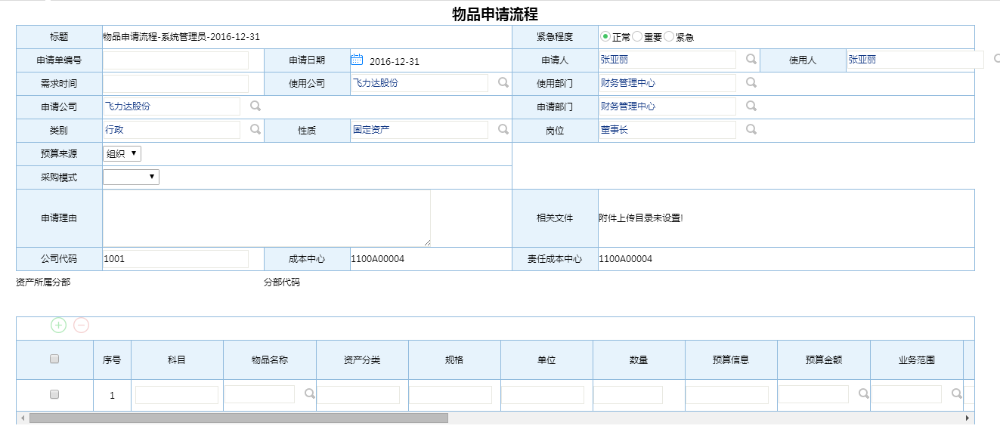 物品申请流程
标题 物品申请流程-系统管理员-2016-12-31 紧急程度 正常 重要 紧急
申请单编号 申请日期 2016-12-31 申请人 张亚丽 使用人 张亚丽
需求时间 使用公司 飞力达股份 使用部门 财务管理中心
申请公司 飞力达股份 申请部门 财务管理中心
类别 行政 性质 固定资产 岗位 董事长
预算来源 组织
采购模式
申请理由 相关文件 附件上传目录未设置!
公司代码 1001 成本中心 1100A00004 责任成本中心 1100A00004
资产所属分部 分部代码
序号 科目 物品名称 资产分类 规格 单位 数量 预算信息 预算金额 业务范围
1